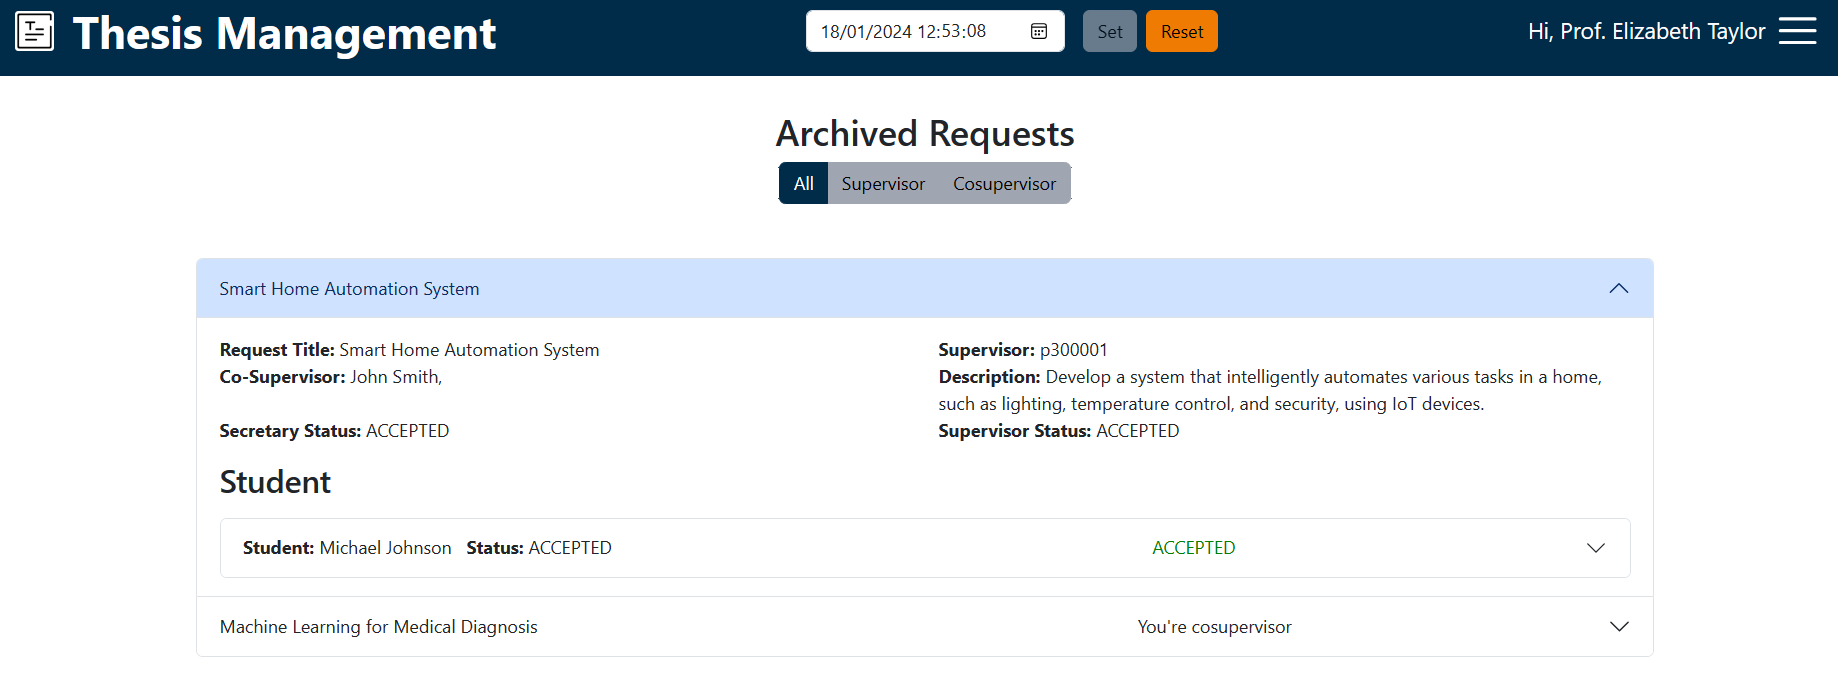 Thesis Management
18/01/2024 12:53:08
Set
Reset
Hi, Prof. Elizabeth Taylor
Archived Requests
All
Supervisor
Cosupervisor
Smart Home Automation System
Request Title: Smart Home Automation System
Supervisor: p300001
Co-Supervisor: John Smith,
Description: Develop a system that intelligently automates various tasks in a home,
such as lighting, temperature control, and security, using IoT devices.
Secretary Status: ACCEPTED
Supervisor Status: ACCEPTED
Student
Student: Michael Johnson Status: ACCEPTED
ACCEPTED
Machine Learning for Medical Diagnosis
You're cosupervisor